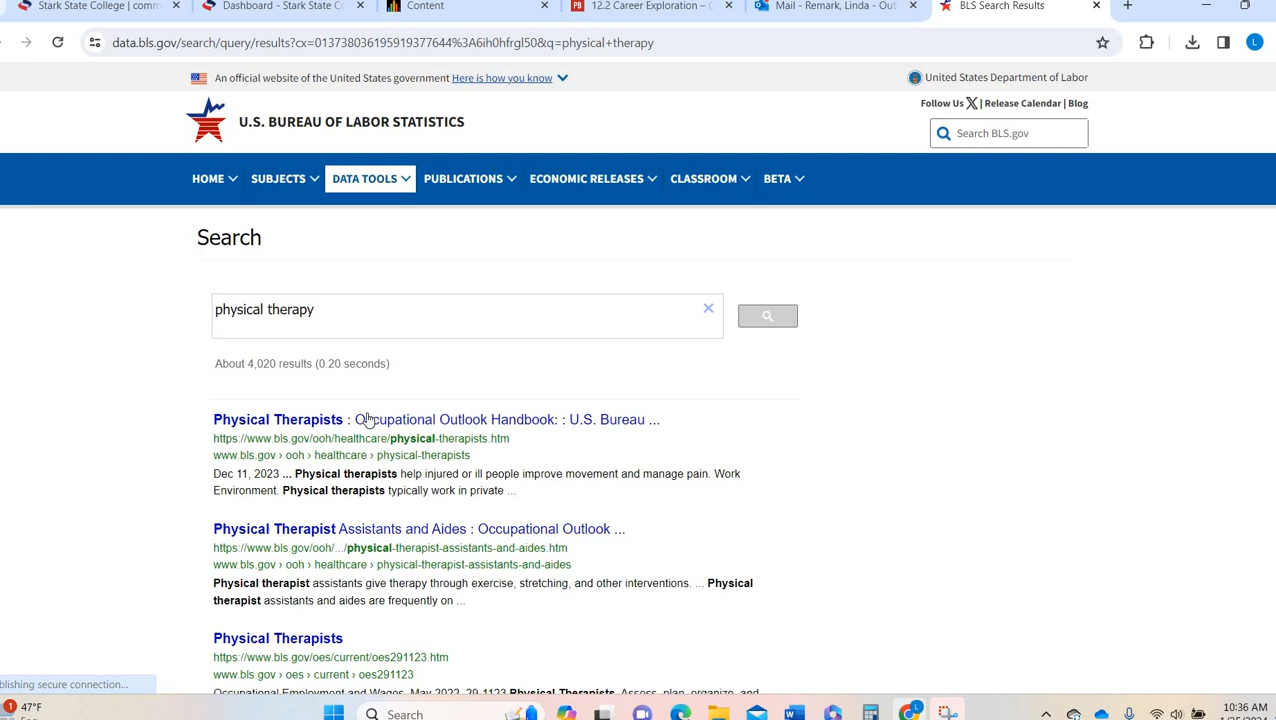 Stark State College | comm
Dashboard - Stark State Co
Content
12.2 Career Exploration – C
Mail - Remark, Linda - Out
BLS Search Results
data.bls.gov/search/query/results?cx=013738036195919377644%3A6ih0hfrgl50&q=physical+therapy
L
An official website of the United States government Here is how you know
United States Department of Labor
Follow Us X | Release Calendar | Blog
U.S. BUREAU OF LABOR STATISTICS
Search BLS.gov
HOME SUBJECTS DATA TOOLS PUBLICATIONS ECONOMIC RELEASES CLASSROOM BETA
Search
physical therapy
About 4,020 results (0.20 seconds)
Physical Therapists : Occupational Outlook Handbook: : U.S. Bureau ...
https://www.bls.gov/ooh/healthcare/physical-therapists.htm
www.bls.gov › ooh › healthcare › physical-therapists
Dec 11, 2023 ... Physical therapists help injured or ill people improve movement and manage pain. Work
Environment. Physical therapists typically work in private ...
Physical Therapist Assistants and Aides : Occupational Outlook ...
https://www.bls.gov/ooh/.../physical-therapist-assistants-and-aides.htm
www.bls.gov › ooh › healthcare › physical-therapist-assistants-and-aides
Physical therapist assistants give therapy through exercise, stretching, and other interventions. ... Physical
therapist assistants and aides are frequently on ...
Physical Therapists
https://www.bls.gov/oes/current/oes291123.htm
www.bls.gov › oes › current › oes291123
Occupational Employment and Wages, May 2022. 29-1123 Physical Therapists. Assess, plan, organize, and
blishing secure connection...
47°F
Search
10:36 AM